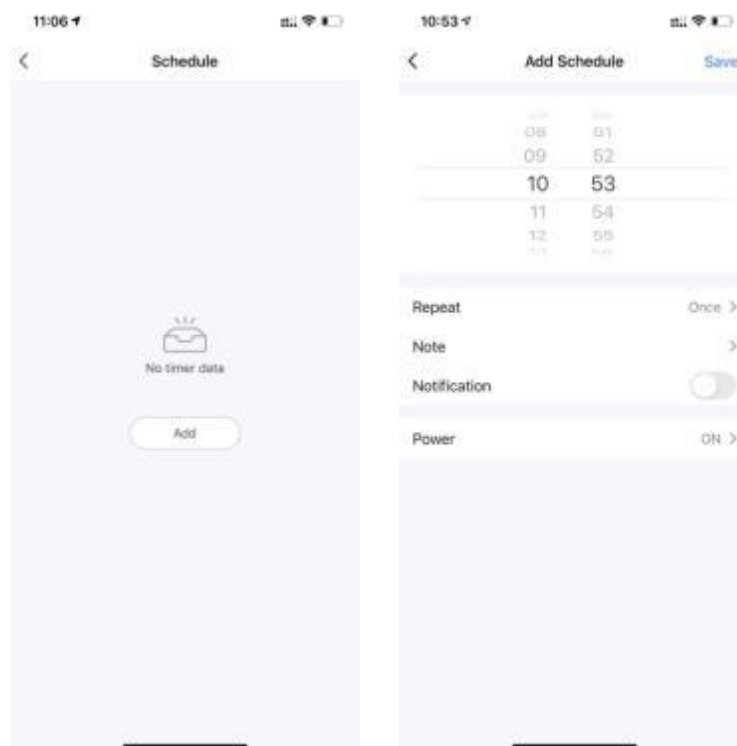 11:06
Schedule
No timer data
Add
10:53
Add Schedule
Save
08 51
09 52
10 53
11 54
12 55
Repeat Once
Note
Notification
Power ON